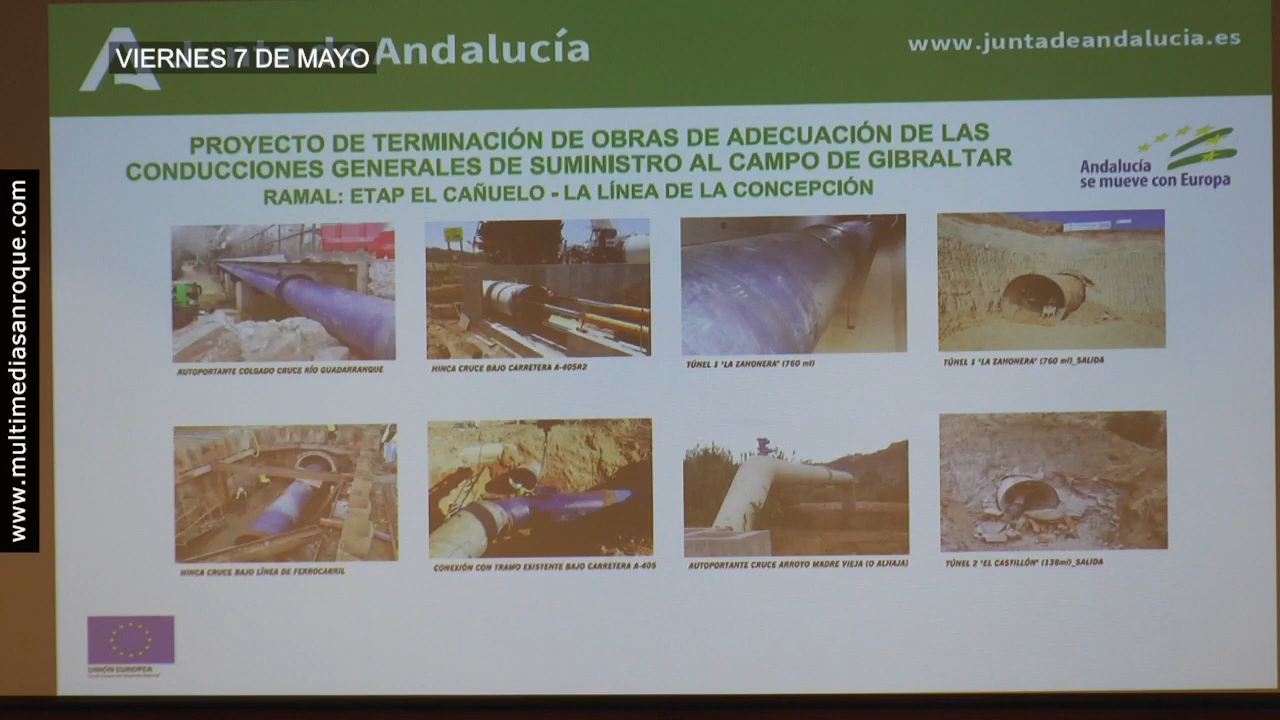 Junta de Andalucía
VIERNES 7 DE MAYO
www.juntadeandalucia.es
PROYECTO DE TERMINACIÓN DE OBRAS DE ADECUACIÓN DE LAS
CONDUCCIONES GENERALES DE SUMINISTRO AL CAMPO DE GIBRALTAR
RAMAL: ETAP EL CAÑUELO - LA LÍNEA DE LA CONCEPCIÓN
Andalucía
se mueve con Europa
www.multimediasanroque.com
AUTOPORTANTE COLGADO CRUCE RÍO GUADARRANQUE
HINCA CRUCE BAJO CARRETERA A-405R2
TÚNEL 1 "LA ZAHONERA" (760 ml)
TÚNEL 1 "LA ZAHONERA" (760 ml)_SALIDA
HINCA CRUCE BAJO LÍNEA DE FERROCARRIL
CONEXIÓN CON TRAMO EXISTENTE BAJO CARRETERA A-405
AUTOPORTANTE CRUCE ARROYO MADRE VIEJA (O ALHAJA)
TÚNEL 2 "EL CASTILLÓN" (138ml)_SALIDA
UNIÓN EUROPEA